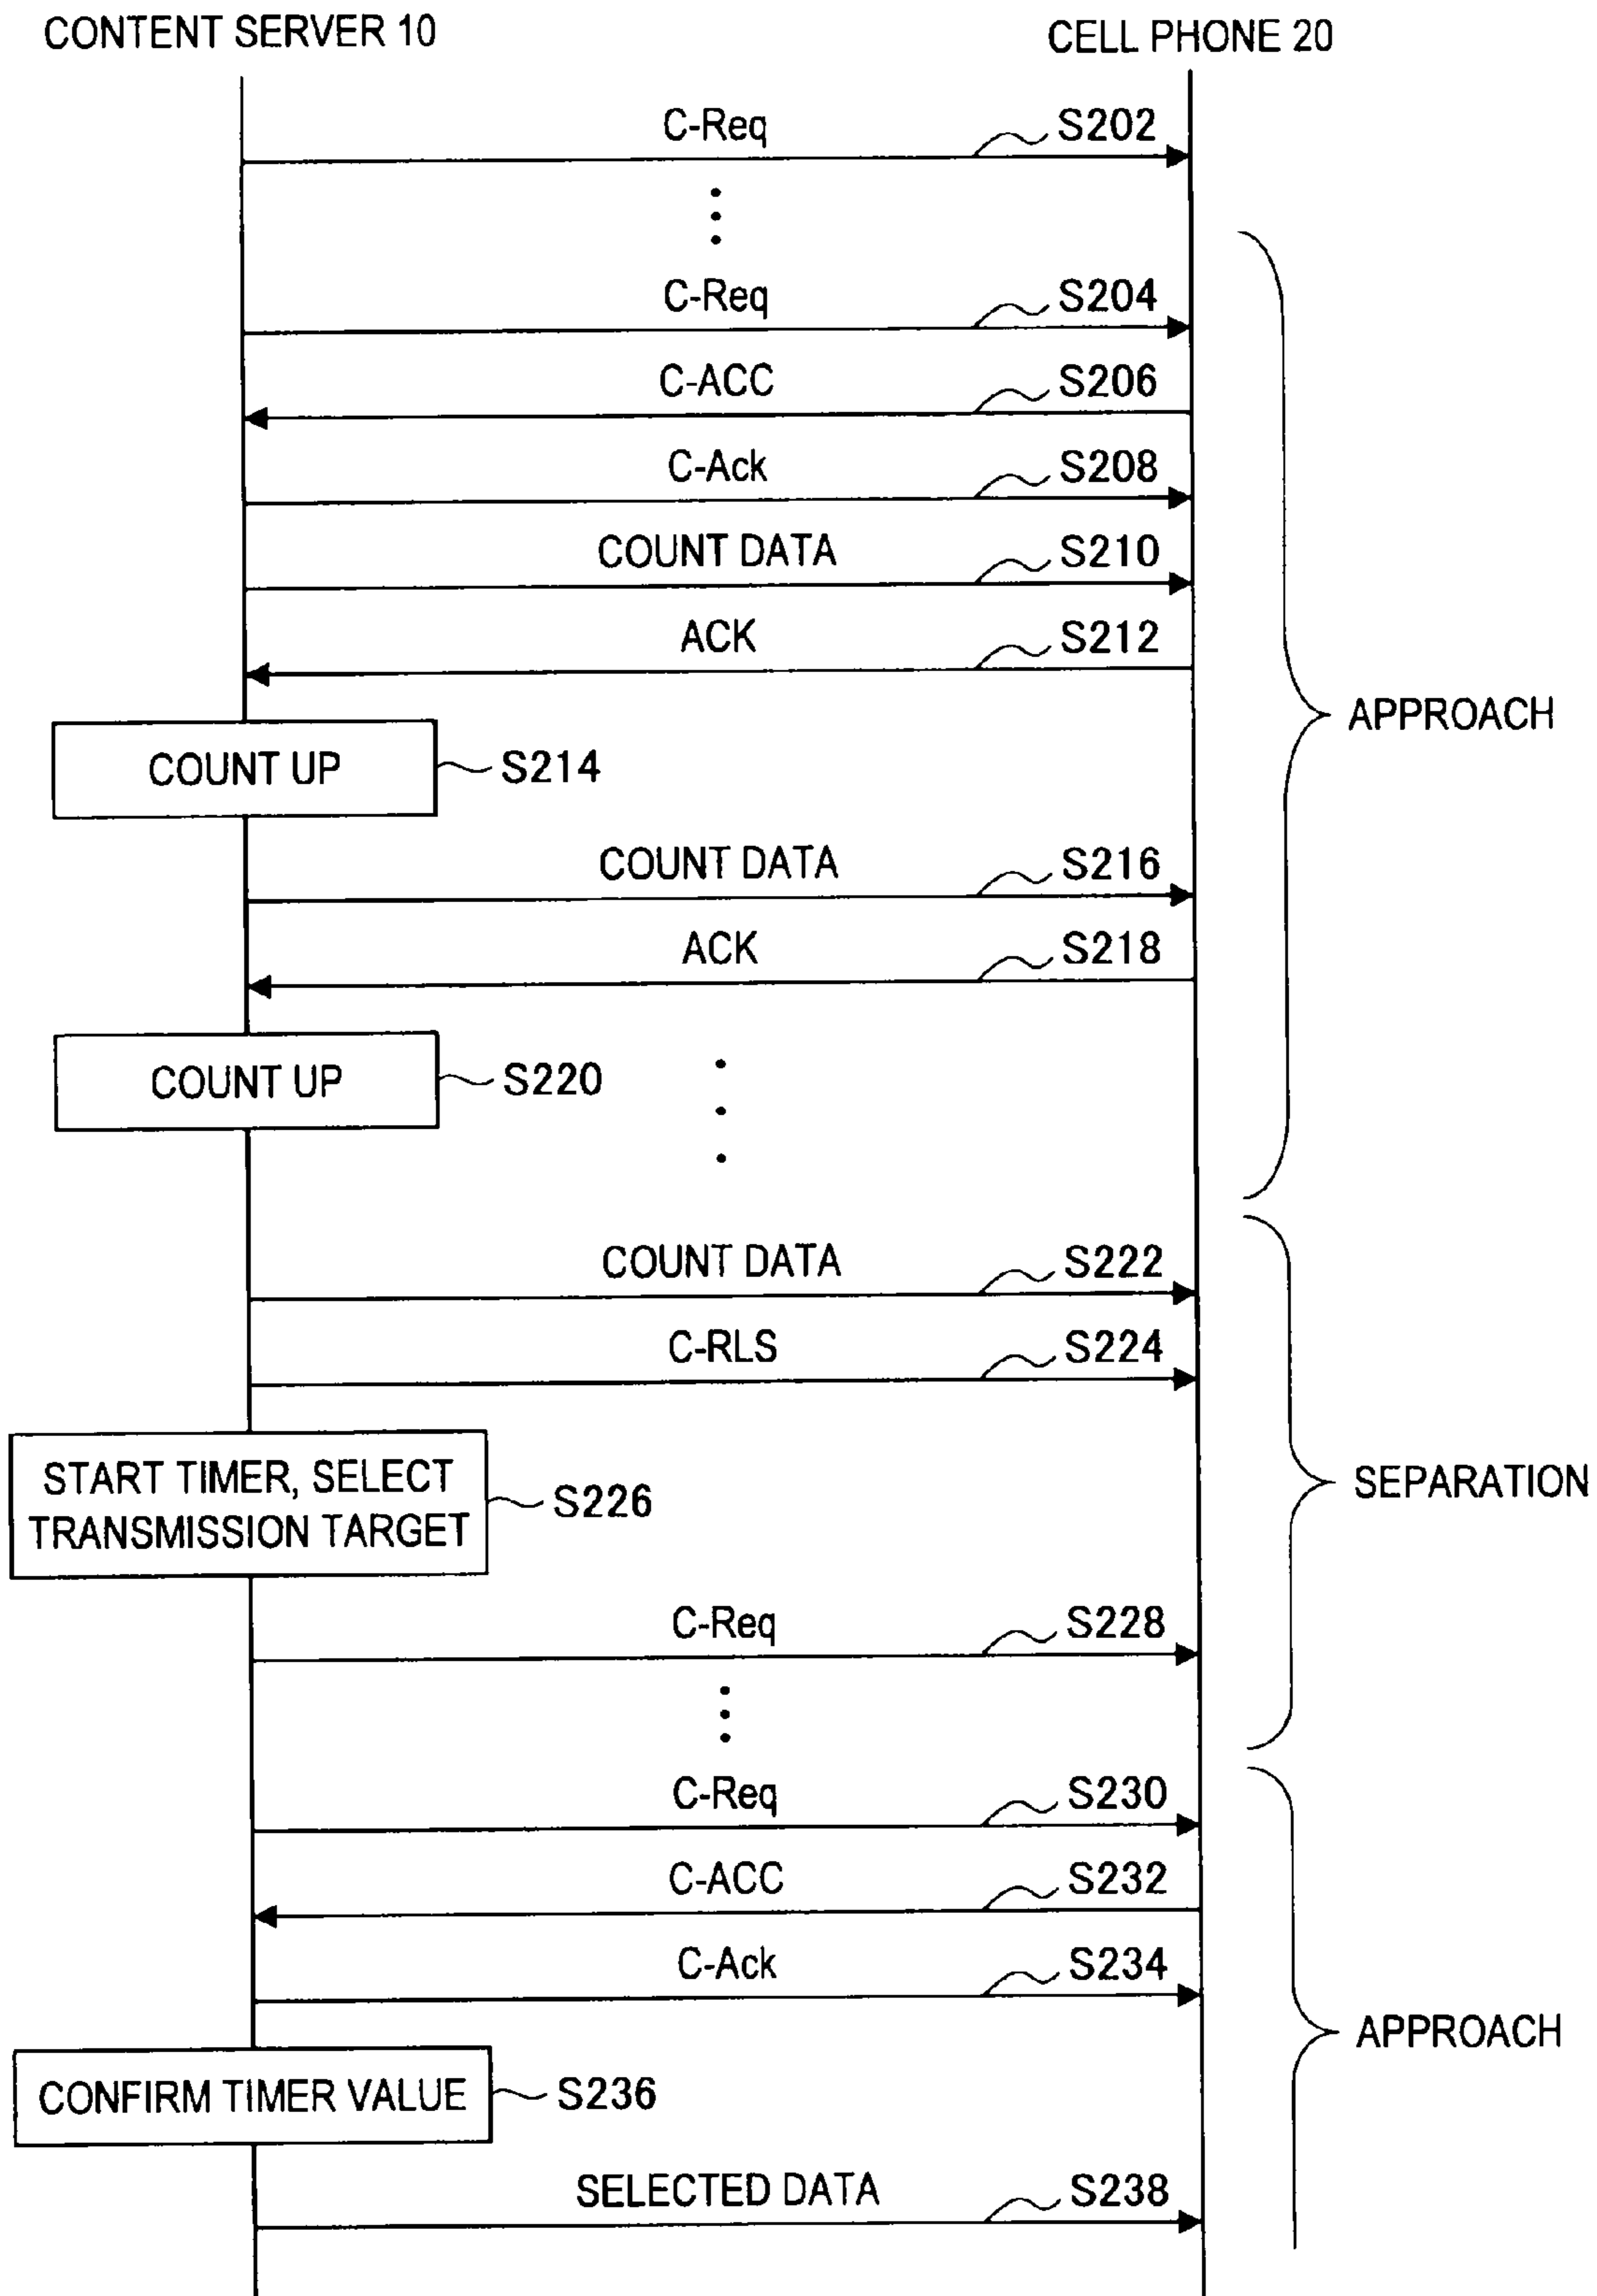 CONTENT SERVER 10
CELL PHONE 20
C-Req
S202
C-Req
S204
C-ACC
S206
C-Ack
S208
COUNT DATA
S210
ACK
S212
APPROACH
COUNT UP
S214
COUNT DATA
S216
ACK
S218
COUNT UP
S220
COUNT DATA
S222
C-RLS
S224
START TIMER, SELECT
TRANSMISSION TARGET
S226
SEPARATION
C-Req
S228
C-Req
S230
C-ACC
S232
C-Ack
S234
APPROACH
CONFIRM TIMER VALUE
S236
SELECTED DATA
S238